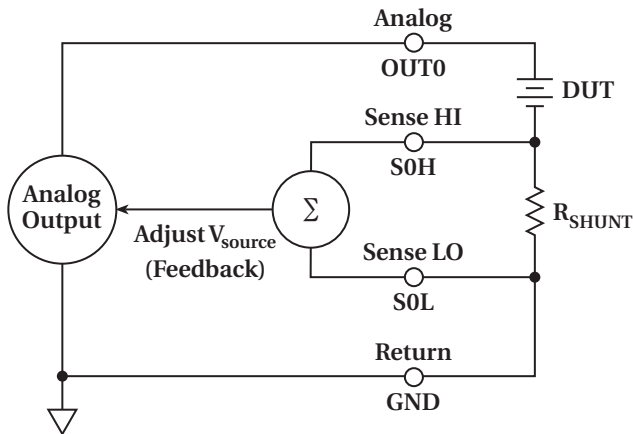 Analog
OUT0
DUT
Sense HI
S0H
Analog
Output
Σ
R_SHUNT
Adjust V_source
(Feedback)
Sense LO
S0L
Return
GND